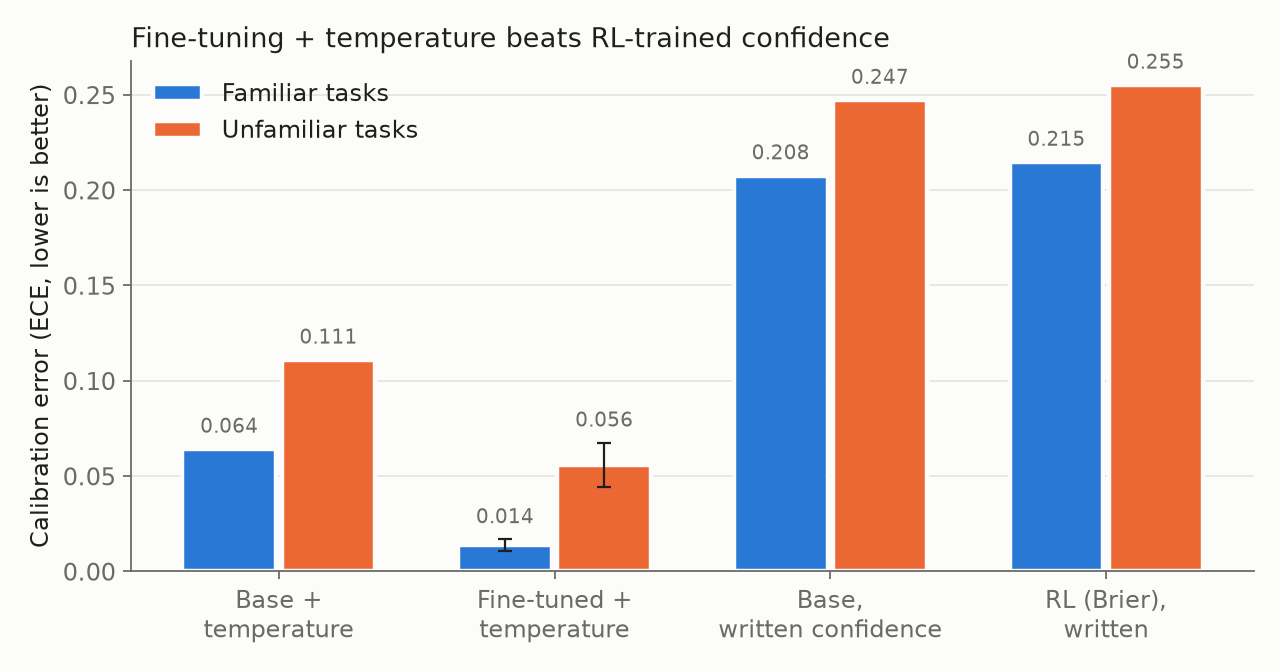 Fine-tuning + temperature beats RL-trained confidence
Calibration error (ECE, lower is better)
0.25
0.20
0.15
0.10
0.05
0.00
Familiar tasks
Unfamiliar tasks
0.064
0.111
0.014
0.056
0.208
0.247
0.215
0.255
Base +
temperature
Fine-tuned +
temperature
Base,
written confidence
RL (Brier),
written